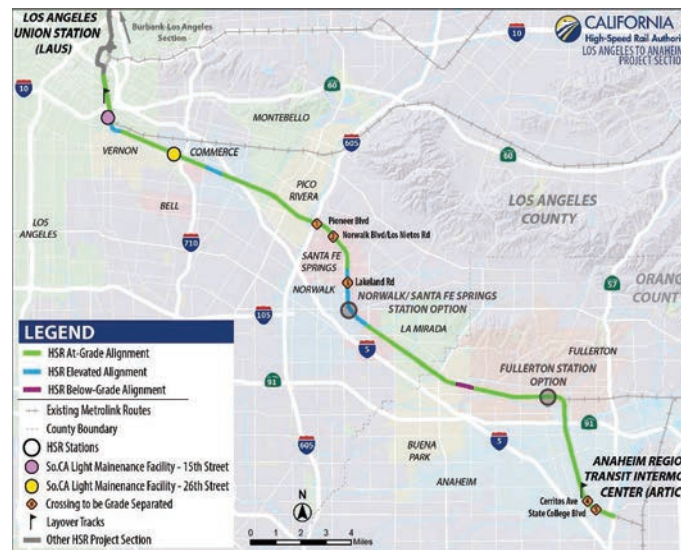 LOS ANGELES
UNION STATION
(LAUS)
Burbank-Los Angeles
Section
CALIFORNIA
High-Speed Rail Authori
LOS ANGELES TO ANAHEIM
PROJECT SECTION
10
10
60
MONTEBELLO
605
60
VERNON
COMMERCE
PICO
RIVERA
LOS ANGELES
COUNTY
BELL
1
Pioneer Blvd
LOS
ANGELES
2
Norwalk Blvd/Los Nietos Rd
710
SANTA FE
SPRINGS
ORANG
COUNT
Lakeland Rd
57
NORWALK
NORWALK/SANTA FE SPRINGS
STATION OPTION
105
LA MIRADA
5
FULLERTON
FULLERTON STATION
OPTION
91
91
605
5
BUENA
PARK
ANAHEIM
ANAHEIM REGIO
TRANSIT INTERMO
CENTER (ARTIC
Cerritos Ave
4
State College Blvd
N
0 1 2 3 4
Miles
LEGEND
HSR At-Grade Alignment
HSR Elevated Alignment
HSR Below-Grade Alignment
Existing Metrolink Routes
County Boundary
HSR Stations
So.CA Light Mainenance Facility - 15th Street
So.CA Light Mainenance Facility - 26th Street
Crossing to be Grade Separated
Layover Tracks
Other HSR Project Section